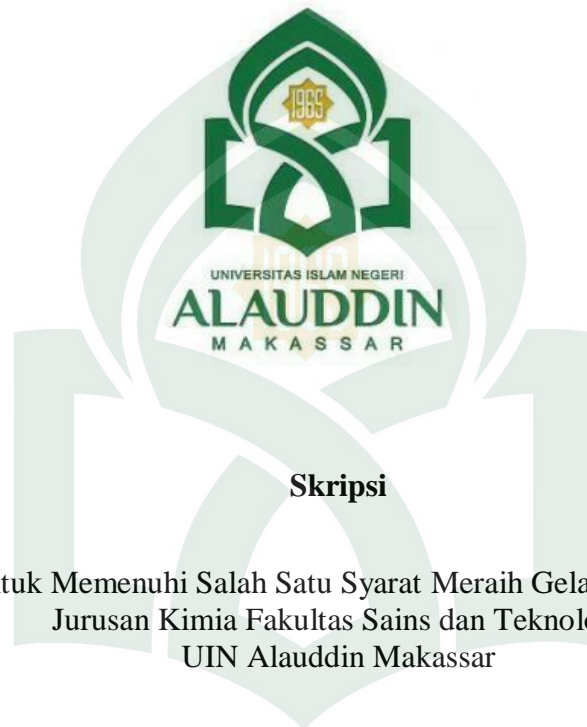 1965
UNIVERSITAS ISLAM NEGERI
ALAUDDIN
MAKASSAR
Skripsi
Memenuhi Salah Satu Syarat Meraih
Jurusan Kimia Fakultas Sains dan
UIN Alauddin Makassar